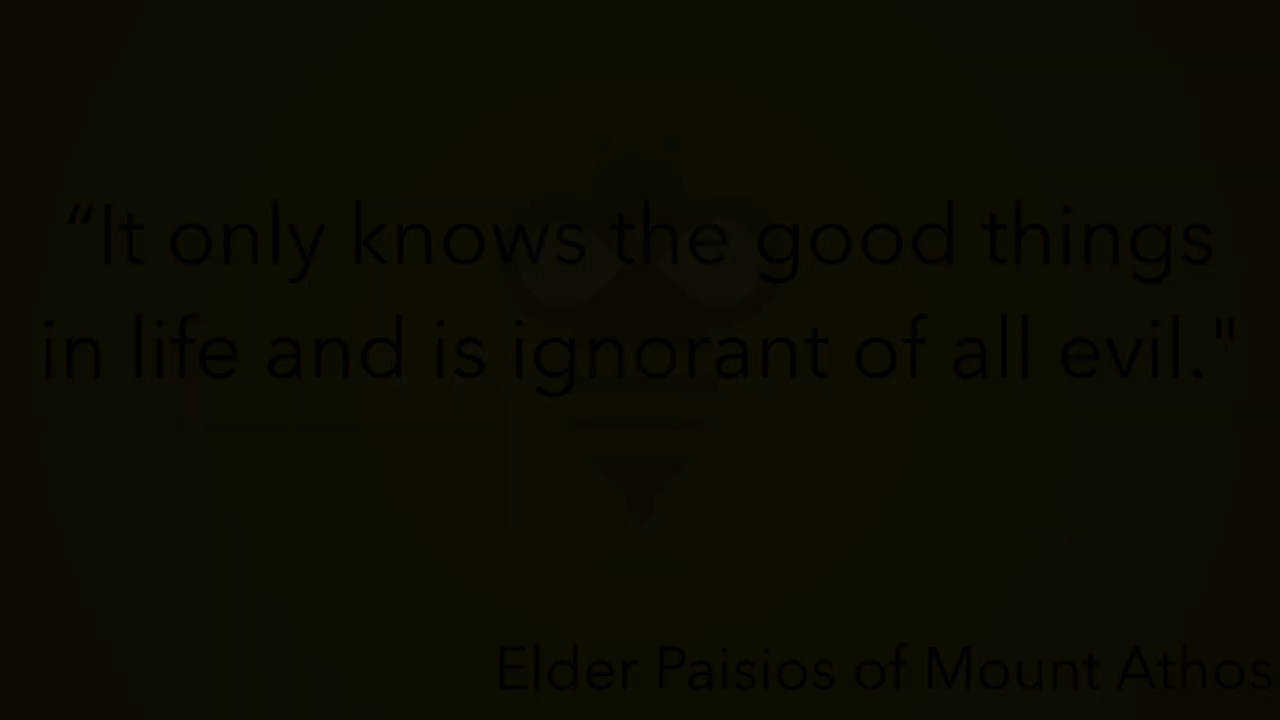 “It only knows the good things
in life and is ignorant of all evil."
Elder Paisios of Mount Athos